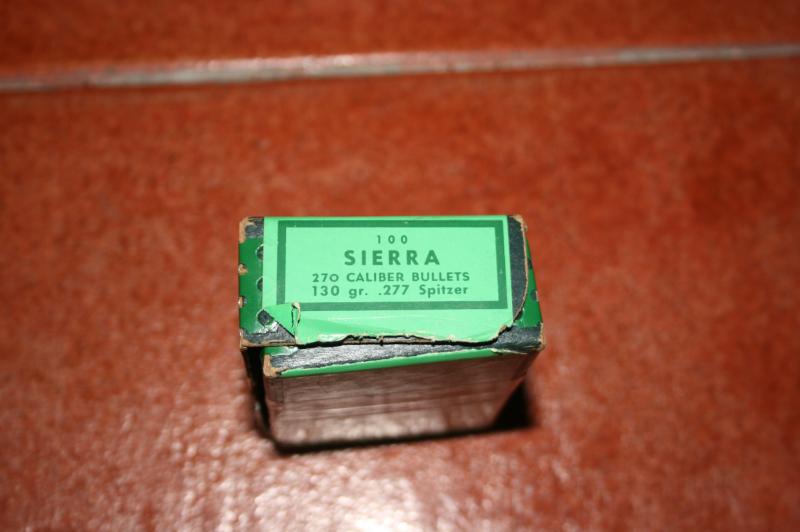 100
SIERRA
270 CALIBER BULLETS
130 gr. .277 Spitzer